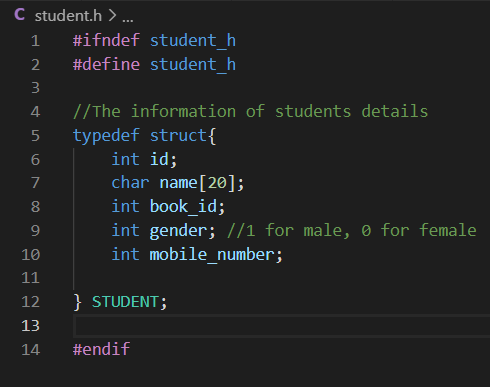 C student.h > ...
1 #ifndef student_h
2 #define student_h
3
4 //The information of students details
5 typedef struct{
6     int id;
7     char name[20];
8     int book_id;
9     int gender; //1 for male, 0 for female
10     int mobile_number;
11
12 } STUDENT;
13
14 #endif